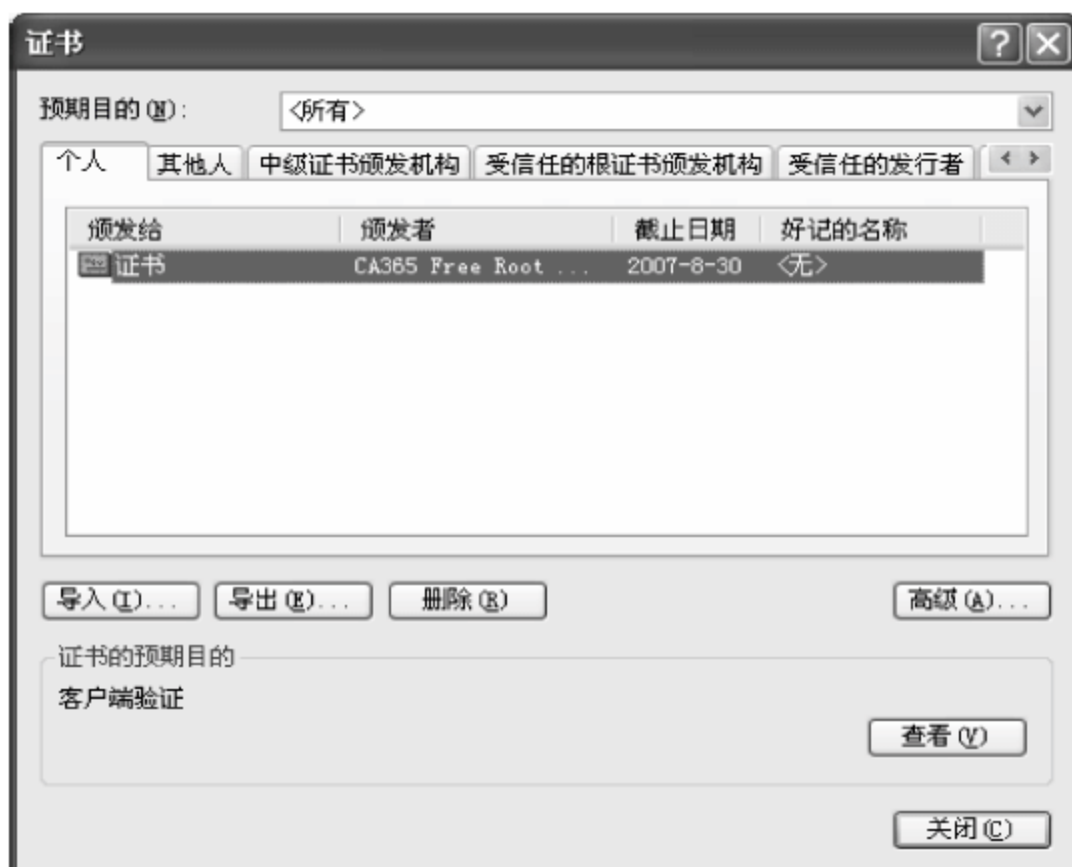 证书
预期目的(N): <所有>
个人 其他人 中级证书颁发机构 受信任的根证书颁发机构 受信任的发行者
颁发给 颁发者 截止日期 好记的名称
证书 CA365 Free Root ... 2007-8-30 <无>
导入(I)... 导出(E)... 删除(R) 高级(A)...
证书的预期目的
客户端验证
查看(V)
关闭(C)